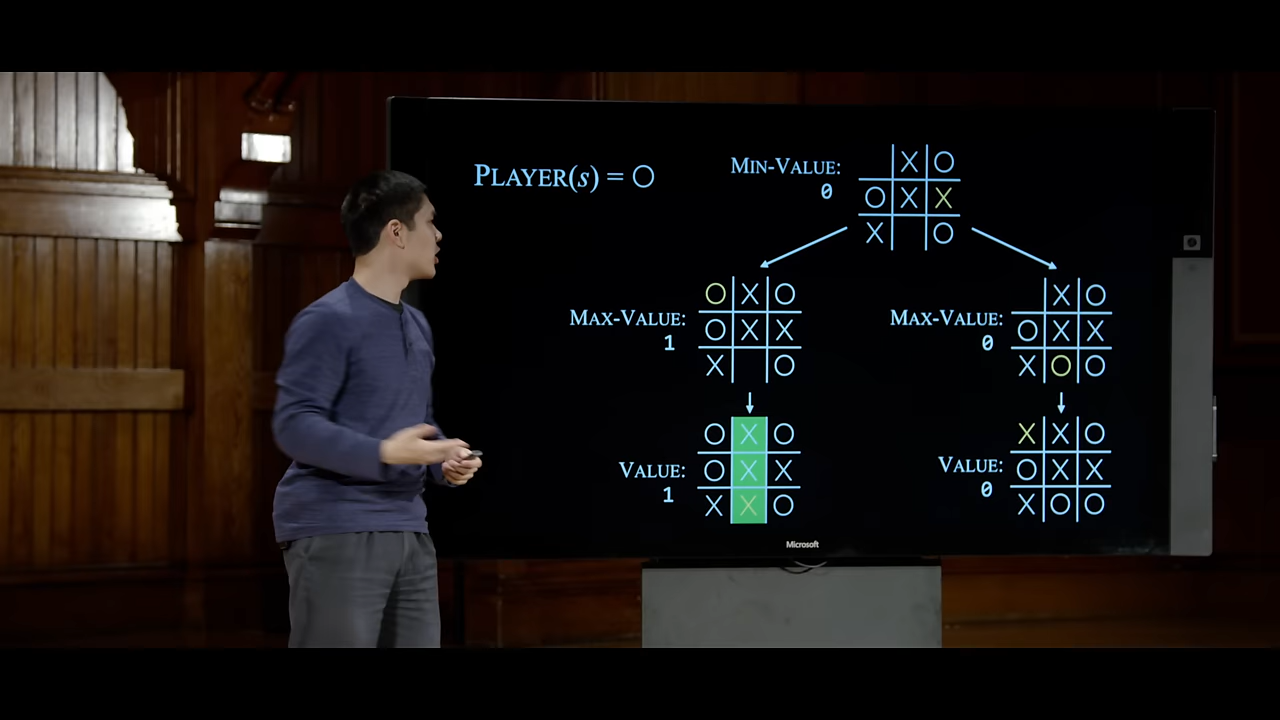 PLAYER(s) = O
MIN-VALUE:
0
X O
O X X
X O
MAX-VALUE:
1
O X O
O X X
X O
MAX-VALUE:
0
X O
O X X
X O O
VALUE:
1
O X O
O X X
X X O
VALUE:
0
X X O
O X X
X O O
Microsoft